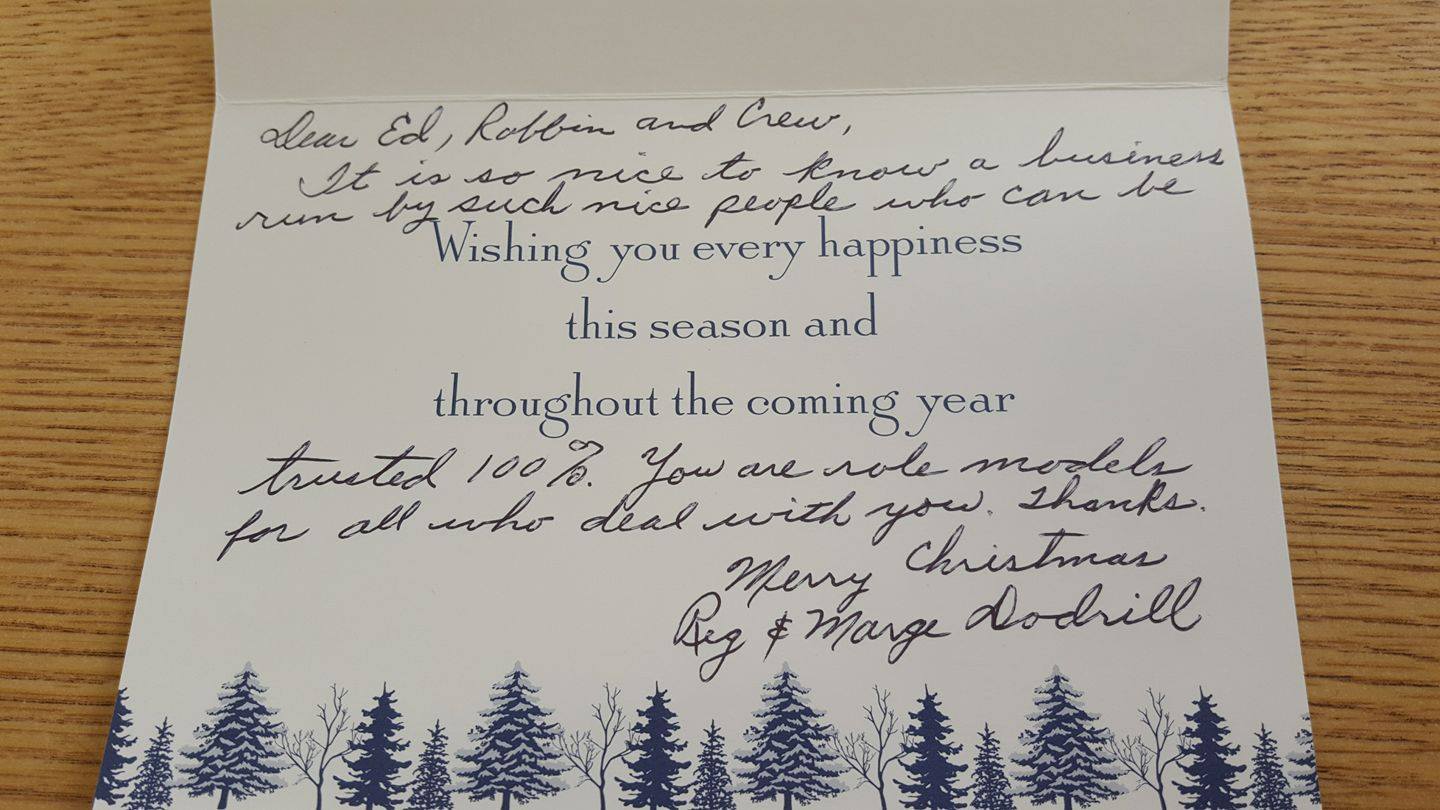 Dear Ed, Robbin and Crew,
It is so nice to know a business
run by such nice people who can be
Wishing you every happiness
this season and
throughout the coming year
trusted 100%. You are role models
for all who deal with you. Thanks.
Merry Christmas
Reg & Marge Dodrill